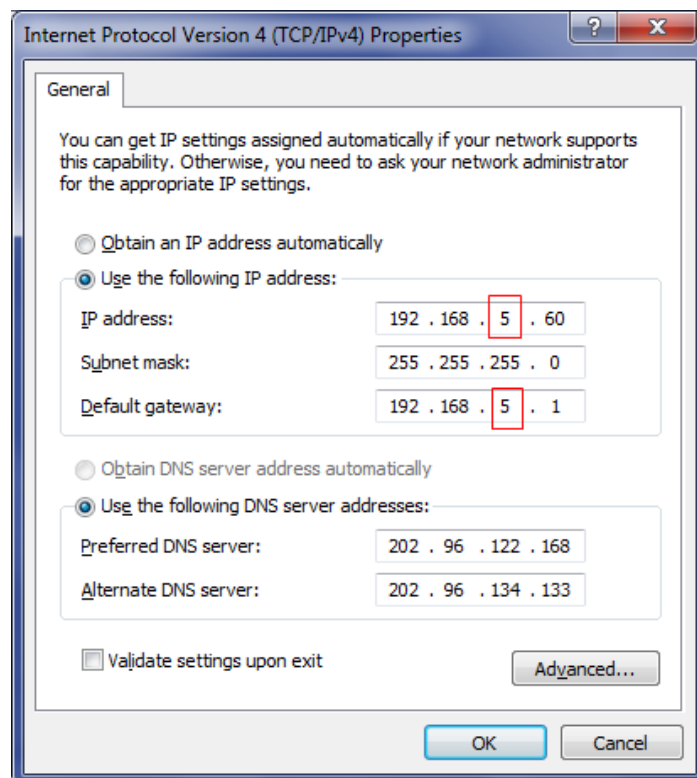 Internet Protocol Version 4 (TCP/IPv4) Properties
?
General
You can get IP settings assigned automatically if your network supports
this capability. Otherwise, you need to ask your network administrator
for the appropriate IP settings.
Obtain an IP address automatically
Use the following IP address:
IP address: 192 . 168 . 5 . 60
Subnet mask: 255 . 255 . 255 . 0
Default gateway: 192 . 168 . 5 . 1
Obtain DNS server address automatically
Use the following DNS server addresses:
Preferred DNS server: 202 . 96 . 122 . 168
Alternate DNS server: 202 . 96 . 134 . 133
Validate settings upon exit
Advanced...
OK Cancel